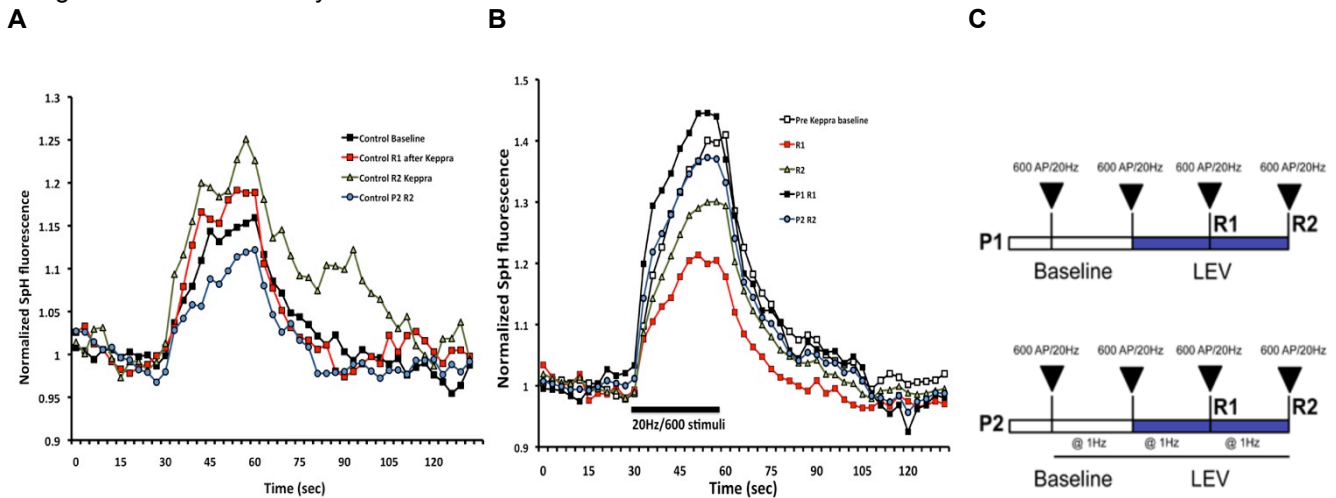 A
B
C
Normalized SpH fluorescence
1.3
1.25
1.2
1.15
1.1
1.05
1
0.95
0.9
Control Baseline
Control R1 after Keppra
Control R2 Keppra
Control P2 R2
0 15 30 45 60 75 90 105 120
Time (sec)
Normalized SpH fluorescence
1.5
1.4
1.3
1.2
1.1
1
0.9
Pre Keppra baseline
R1
R2
P1 R1
P2 R2
20Hz/600 stimuli
0 15 30 45 60 75 90 105 120
Time (sec)
600 AP/20Hz 600 AP/20Hz 600 AP/20Hz 600 AP/20Hz
R1 R2
P1
Baseline LEV
600 AP/20Hz 600 AP/20Hz 600 AP/20Hz 600 AP/20Hz
R1 R2
P2
@ 1Hz @ 1Hz @ 1Hz
Baseline LEV